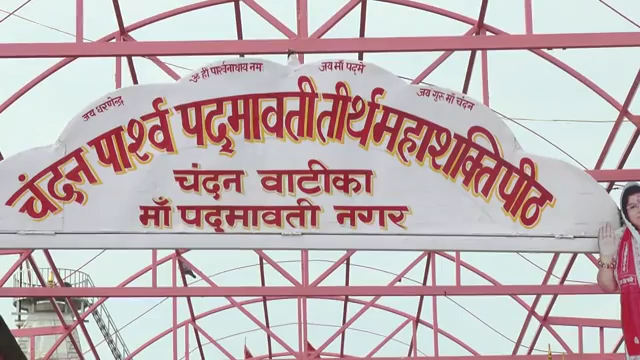 जय धरणेन्द्र ॐ ह्रीं पार्श्वनाथाय नमः जय माँ पद्मे जय गुरू माँ चंदन
चंदन पार्श्व पद्मावती तीर्थ महाशक्ति पीठ
चंदन वाटीका
माँ पद्मावती नगर